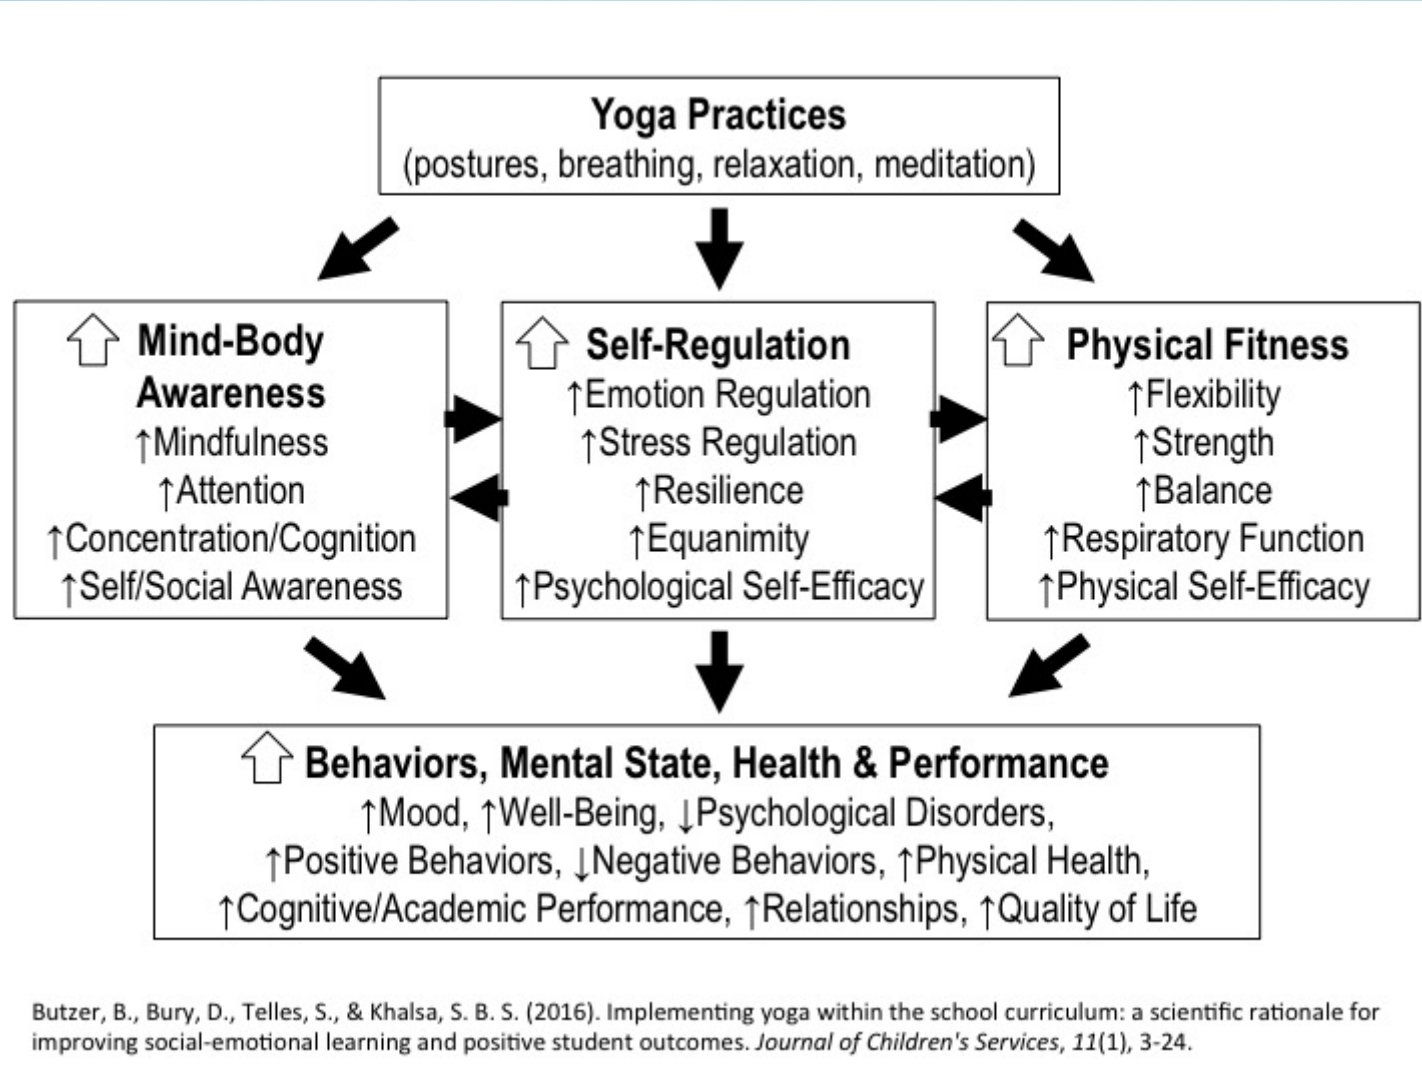 Yoga Practices
(postures, breathing, relaxation, meditation)
Mind-Body
Awareness
↑Mindfulness
↑Attention
↑Concentration/Cognition
↑Self/Social Awareness
Self-Regulation
↑Emotion Regulation
↑Stress Regulation
↑Resilience
↑Equanimity
↑Psychological Self-Efficacy
Physical Fitness
↑Flexibility
↑Strength
↑Balance
↑Respiratory Function
↑Physical Self-Efficacy
Behaviors, Mental State, Health & Performance
↑Mood, ↑Well-Being, ↓Psychological Disorders,
↑Positive Behaviors, ↓Negative Behaviors, ↑Physical Health,
↑Cognitive/Academic Performance, ↑Relationships, ↑Quality of Life
Butzer, B., Bury, D., Telles, S., & Khalsa, S. B. S. (2016). Implementing yoga within the school curriculum: a scientific rationale for
improving social-emotional learning and positive student outcomes. Journal of Children's Services, 11(1), 3-24.